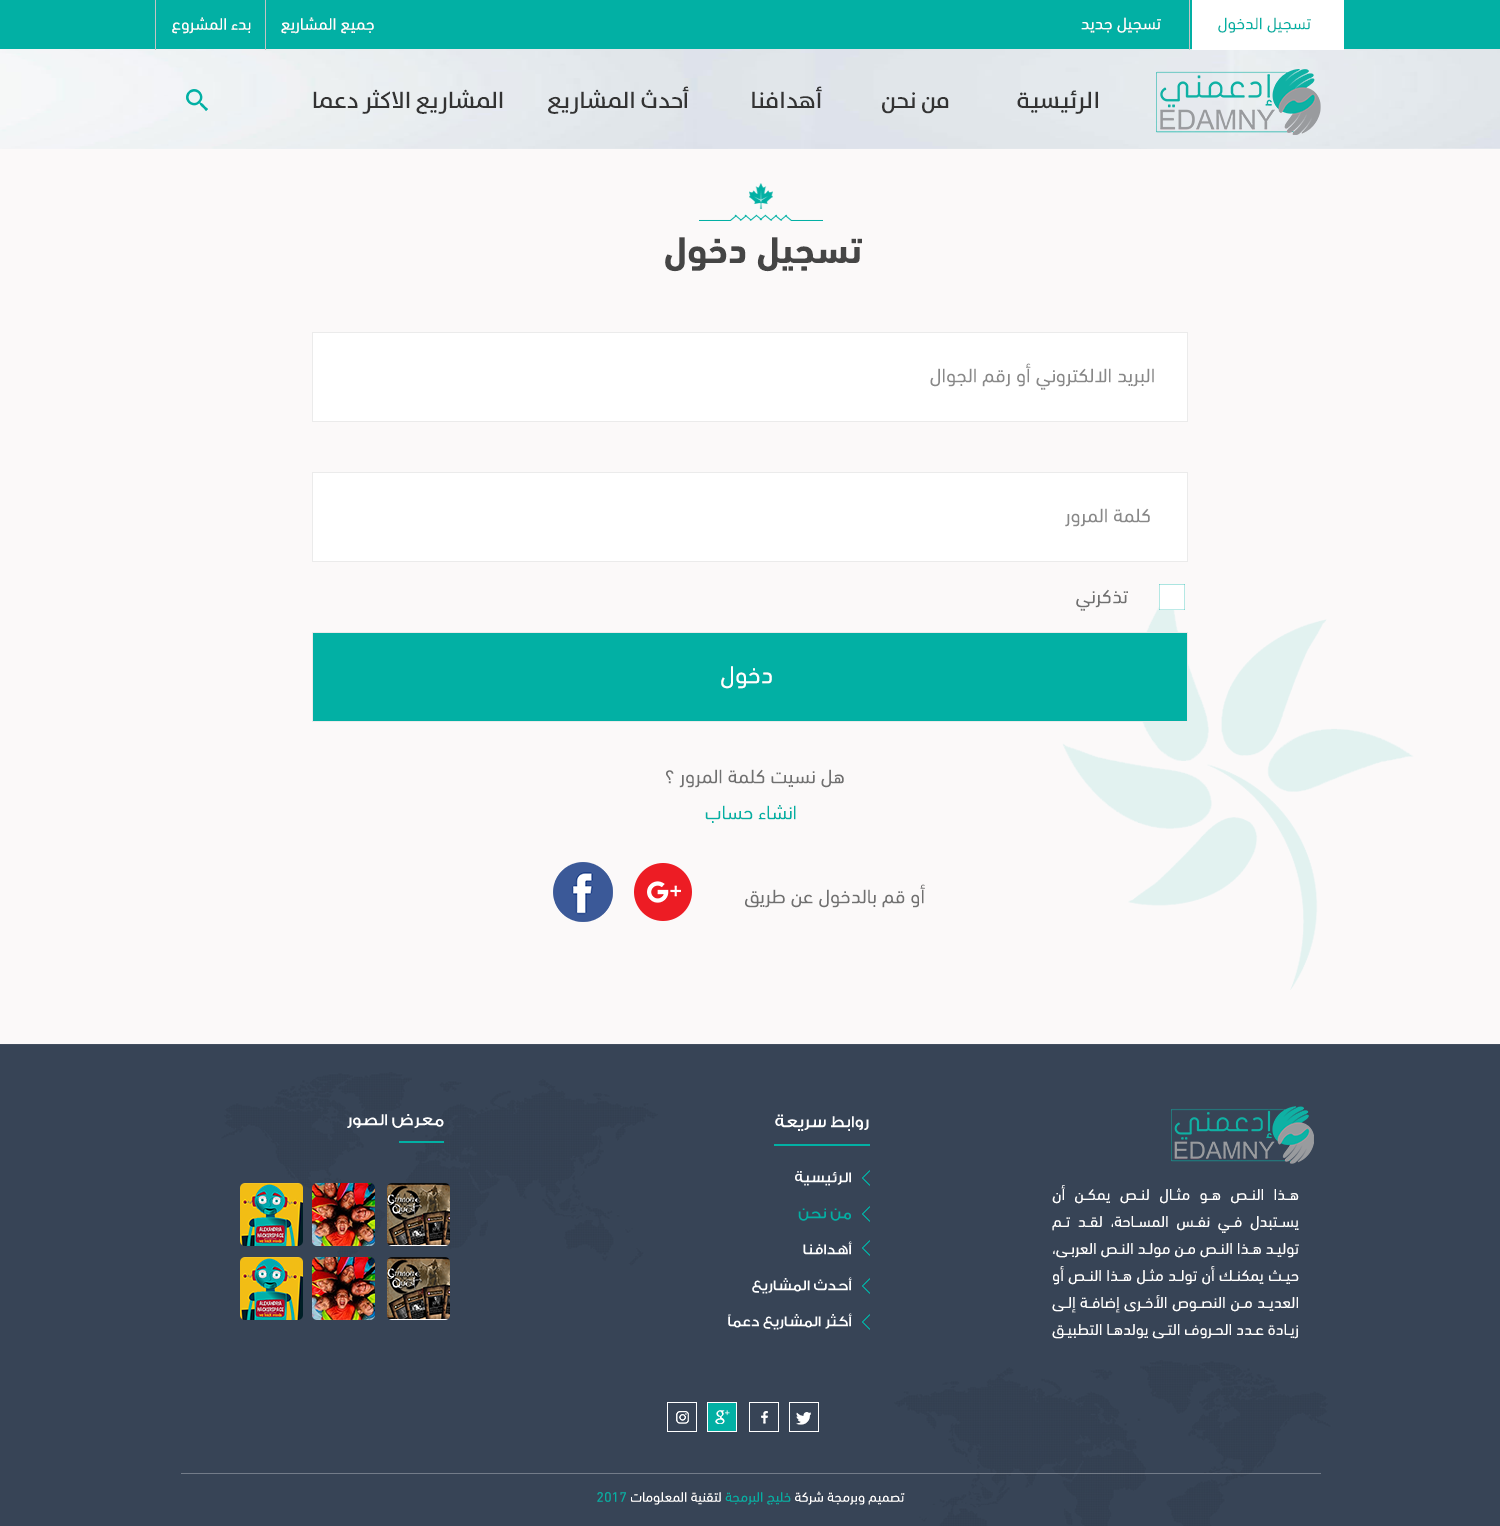 تسجيل الدخول
تسجيل جديد
جميع المشاريع
بدء المشروع
إدعمني
EDAMNY
الرئيسية
من نحن
أهدافنا
أحدث المشاريع
المشاريع الاكثر دعما
تسجيل دخول
البريد الالكتروني أو رقم الجوال
كلمة المرور
تذكرني
دخول
هل نسيت كلمة المرور ؟
انشاء حساب
أو قم بالدخول عن طريق
G+
f
إدعمني
EDAMNY
هذا النص هو مثال لنص يمكن أن
يستبدل في نفس المساحة، لقد تم
توليد هذا النص من مولد النص العربى،
حيث يمكنك أن تولد مثل هذا النص أو
العديد من النصوص الأخرى إضافة إلى
زيادة عدد الحروف التى يولدها التطبيق
روابط سريعة
الرئيسية
من نحن
أهدافنا
أحدث المشاريع
أكثر المشاريع دعماً
معرض الصور
تصميم وبرمجة شركة خليج البرمجة لتقنية المعلومات 2017